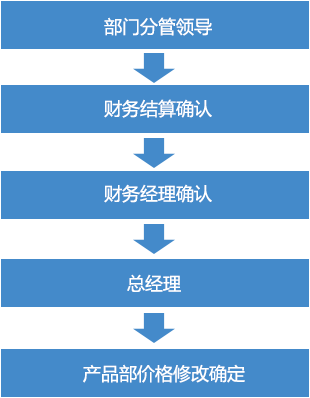 部门分管领导
财务结算确认
财务经理确认
总经理
产品部价格修改确定